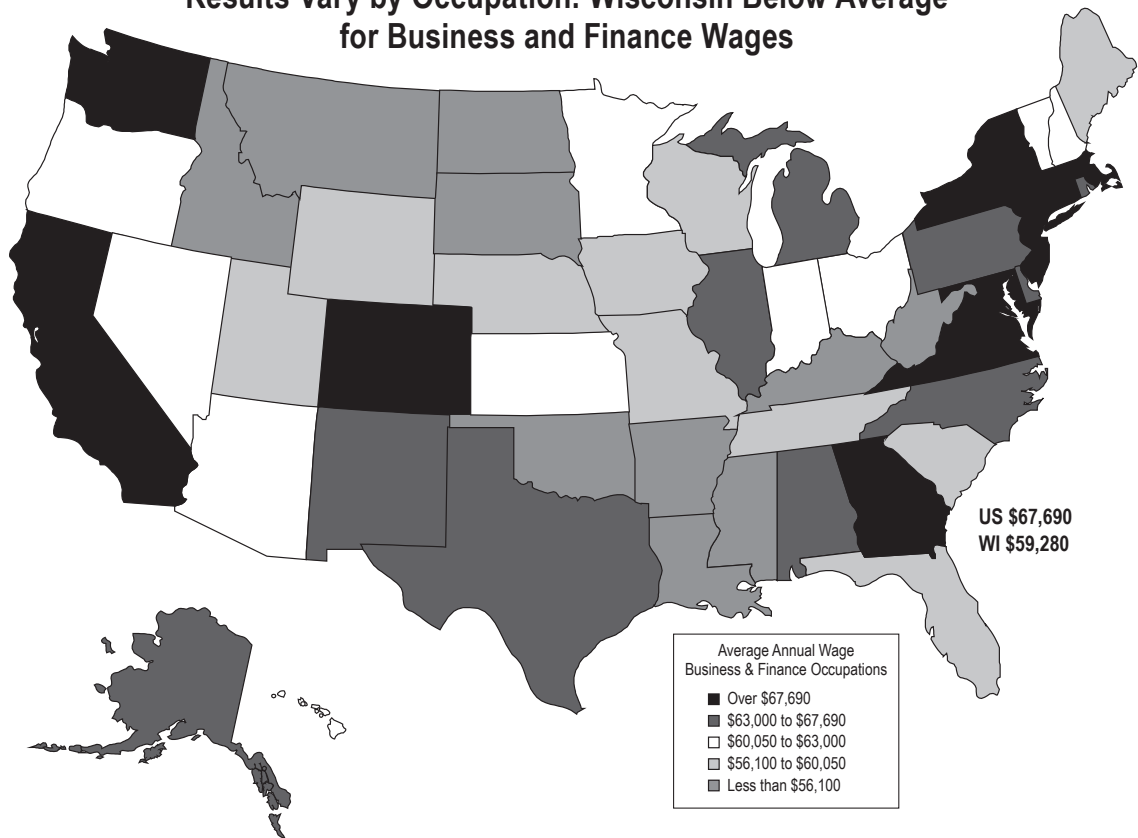 Results Vary by Occupation: Wisconsin Below Average
for Business and Finance Wages
US $67,690
WI $59,280
Average Annual Wage
Business & Finance Occupations
Over $67,690
$63,000 to $67,690
$60,050 to $63,000
$56,100 to $60,050
Less than $56,100